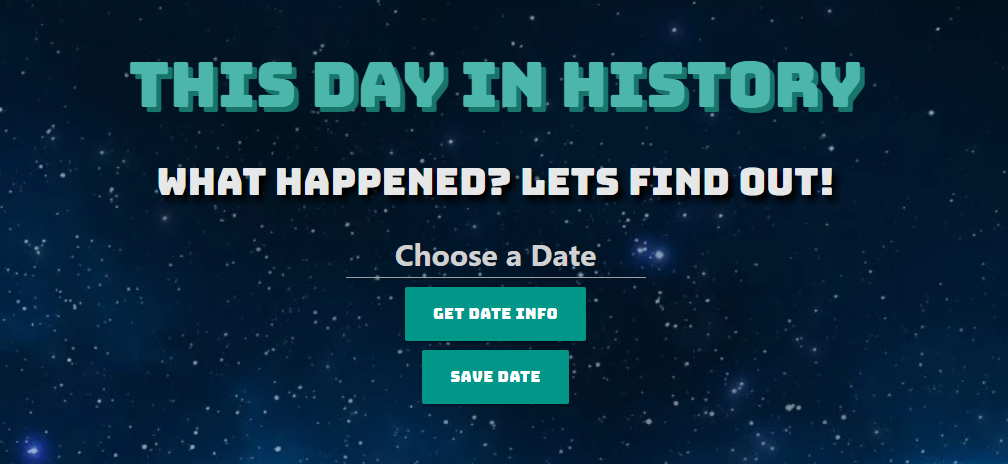 THIS DAY IN HISTORY
WHAT HAPPENED? LETS FIND OUT!
Choose a Date
GET DATE INFO
SAVE DATE